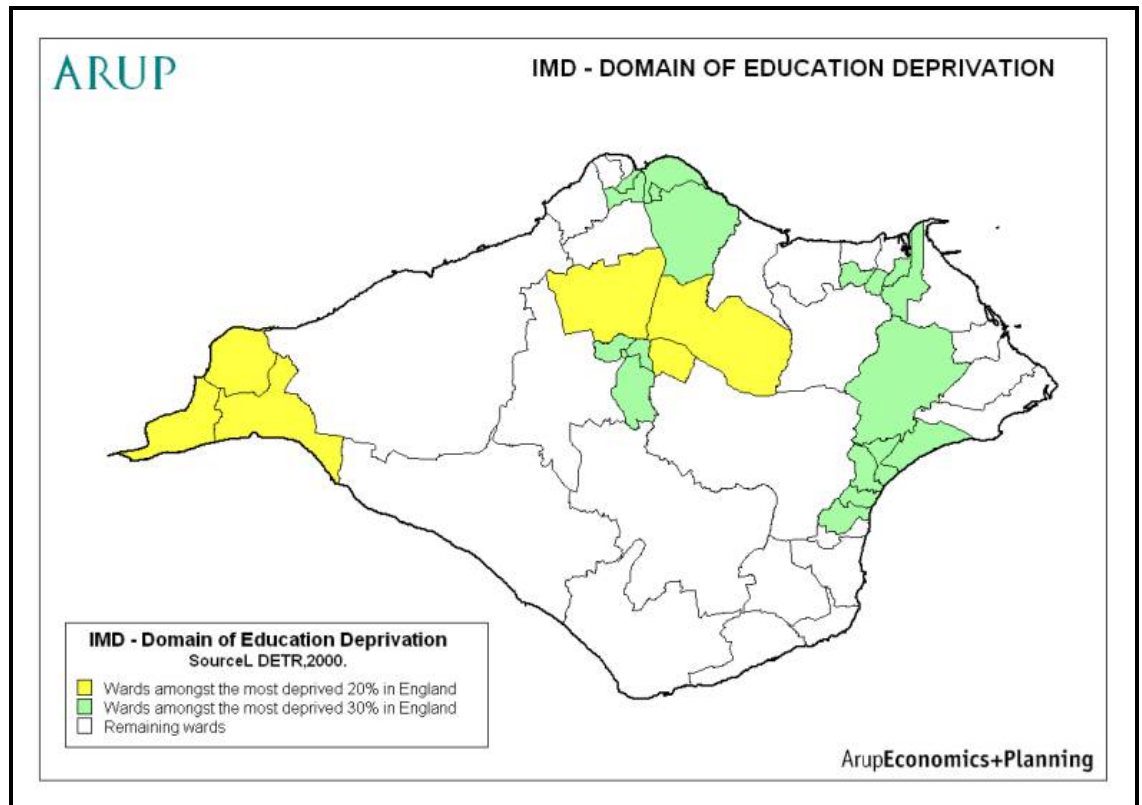 ARUP
IMD - DOMAIN OF EDUCATION DEPRIVATION
IMD - Domain of Education Deprivation
SourceL DETR,2000.
Wards amongst the most deprived 20% in England
Wards amongst the most deprived 30% in England
Remaining wards
ArupEconomics+Planning